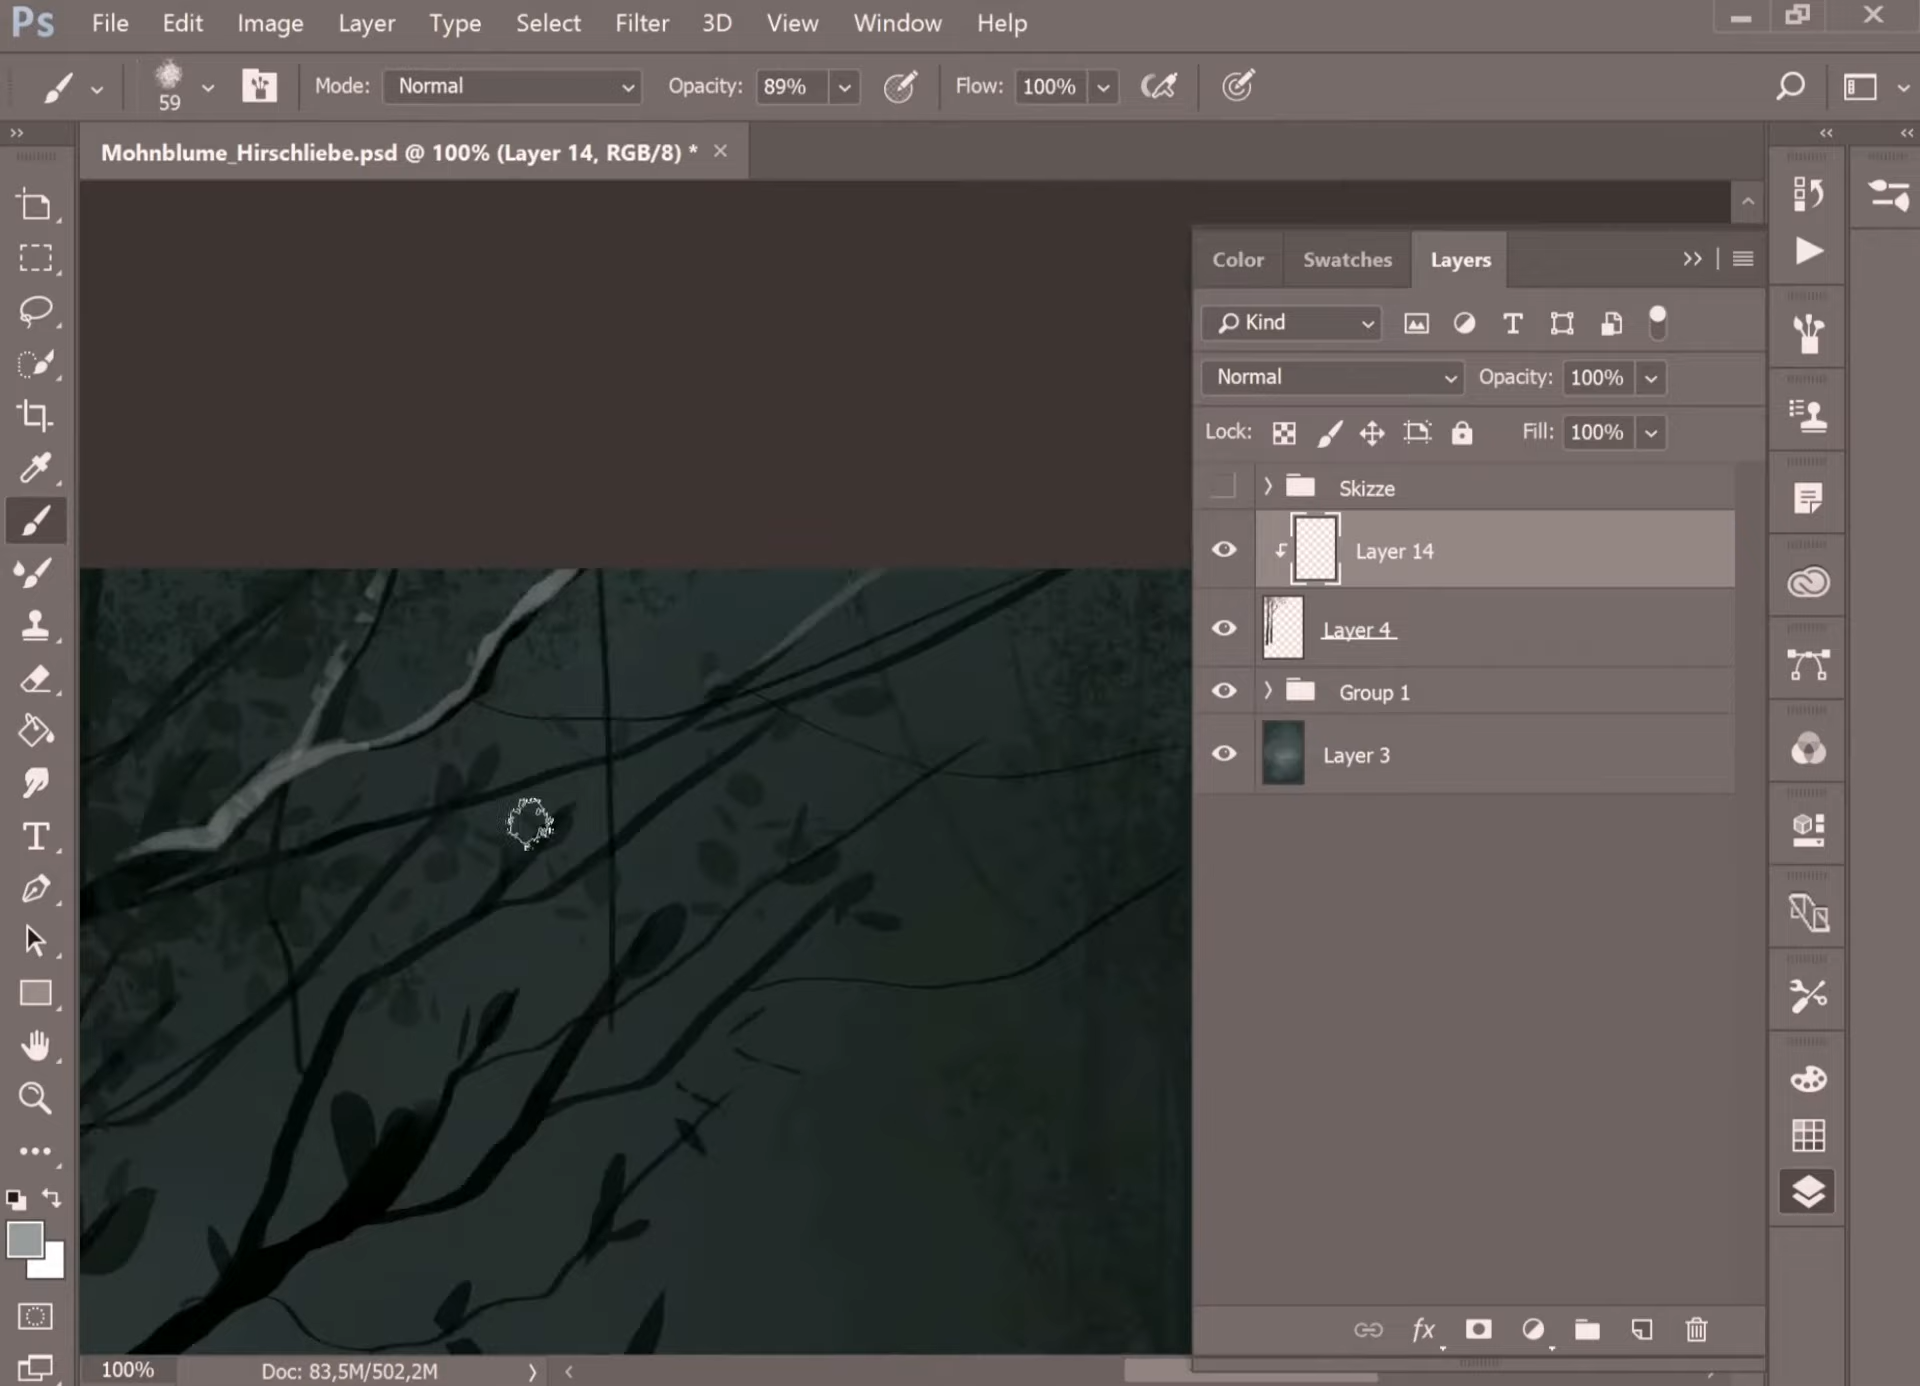 Ps File Edit Image Layer Type Select Filter 3D View Window Help
59 Mode: Normal Opacity: 89% Flow: 100%
Mohnblume_Hirschliebe.psd @ 100% (Layer 14, RGB/8) *
Color Swatches Layers
Kind
Normal Opacity: 100%
Lock: Fill: 100%
Skizze
Layer 14
Layer 4
Group 1
Layer 3
fx
100% Doc: 83,5M/502,2M